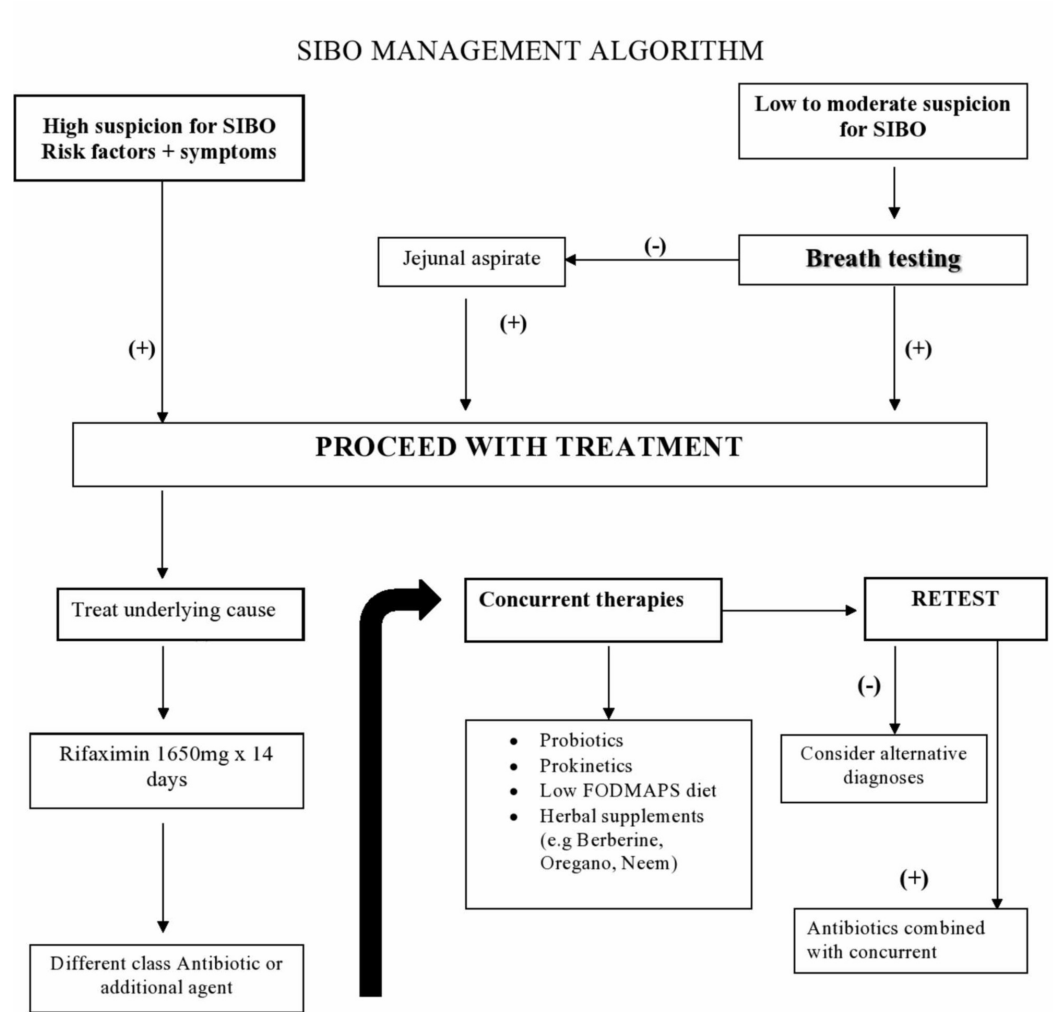 SIBO MANAGEMENT ALGORITHM
High suspicion for SIBO
Risk factors + symptoms
Low to moderate suspicion
for SIBO
Jejunal aspirate
(-)
Breath testing
(+)
(+)
(+)
PROCEED WITH TREATMENT
Treat underlying cause
Rifaximin 1650mg x 14
days
Different class Antibiotic or
additional agent
Concurrent therapies
• Probiotics
• Prokinetics
• Low FODMAPS diet
• Herbal supplements
(e.g Berberine,
Oregano, Neem)
RETEST
(-)
Consider alternative
diagnoses
(+)
Antibiotics combined
with concurrent